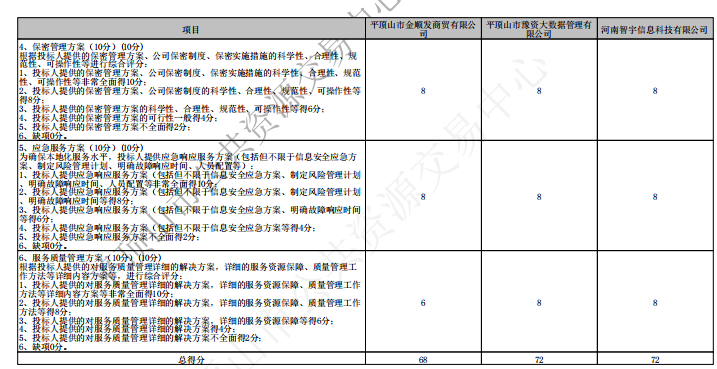 项目
平顶山市金顺发商贸有限公
司
平顶山市豫资大数据管理有
限公司
河南智宇信息科技有限公司
4、保密管理方案（10分）(10分)
根据投标人提供的保密管理方案、公司保密制度、保密实施措施的科学性、合理性、规
范性、可操作性等进行综合评分:
1、投标人提供的保密管理方案、公司保密制度、保密实施措施的科学性、合理性、规范
性、可操作性等非常全面得10分;
2、投标人提供的保密管理方案、公司保密制度的科学性、合理性、规范性、可操作性等
得8分;
3、投标人提供的保密管理方案的科学性、合理性、规范性、可操作性等得6分;
4、投标人提供的保密管理方案的可行性一般得4分;
5、投标人提供的保密管理方案不全面得2分;
6、缺项0分。
8
8
8
5、应急服务方案（10分）(10分)
为确保本地化服务水平，投标人提供应急响应服务方案（包括但不限于信息安全应急方
案、制定风险管理计划、明确故障响应时间、人员配置等）;
1、投标人提供应急响应服务方案（包括但不限于信息安全应急方案、制定风险管理计划
、明确故障响应时间、人员配置等非常全面得10分;
2、投标人提供应急响应服务方案（包括但不限于信息安全应急方案、制定风险管理计划
、明确故障响应时间等得8分;
3、投标人提供应急响应服务方案（包括但不限于信息安全应急方案、明确故障响应时间
等得6分;
4、投标人提供应急响应服务方案（包括但不限于信息安全应急方案等得4分;
5、投标人提供应急响应服务方案不全面得2分;
6、缺项0分。
8
8
8
6、服务质量管理方案（10分）(10分)
根据投标人提供的对服务质量管理详细的解决方案，详细的服务资源保障、质量管理工
作方法等详细内容方案等，进行综合评分:
1、投标人提供的对服务质量管理详细的解决方案，详细的服务资源保障、质量管理工作
方法等详细内容方案等非常全面得10分;
2、投标人提供的对服务质量管理详细的解决方案，详细的服务资源保障、质量管理工作
方法等得8分;
3、投标人提供的对服务质量管理详细的解决方案，详细的服务资源保障等得6分;
4、投标人提供的对服务质量管理详细的解决方案得4分;
5、投标人提供的对服务质量管理详细的解决方案不全面得2分;
6、缺项0分。
6
8
8
总得分
68
72
72